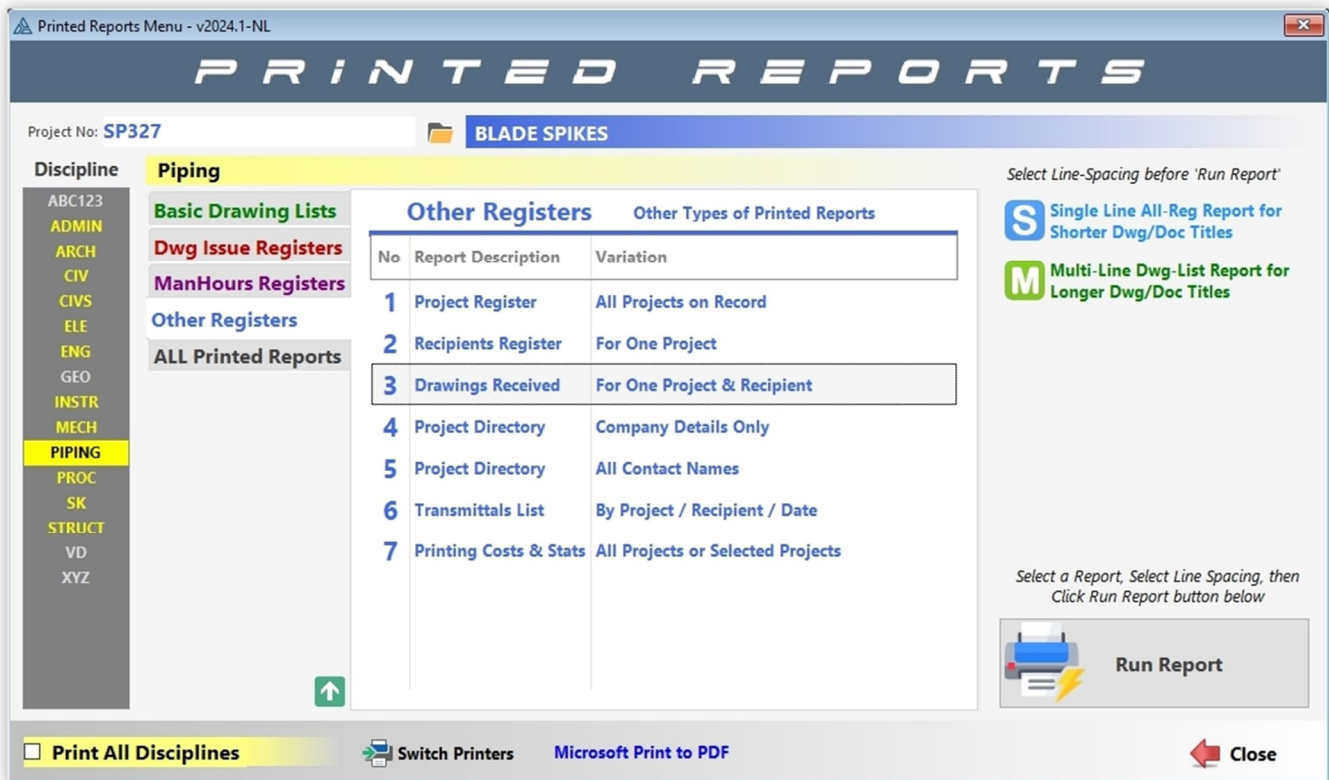 Printed Reports Menu - v2024.1-NL
PRiNTED REPORTS
Project No: SP327
BLADE SPIKES
Discipline
ABC123
ADMIN
ARCH
CIV
CIVS
ELE
ENG
GEO
INSTR
MECH
PIPING
PROC
SK
STRUCT
VD
XYZ
Piping
Basic Drawing Lists
Dwg Issue Registers
ManHours Registers
Other Registers
ALL Printed Reports
Other Registers Other Types of Printed Reports
No Report Description Variation
1 Project Register All Projects on Record
2 Recipients Register For One Project
3 Drawings Received For One Project & Recipient
4 Project Directory Company Details Only
5 Project Directory All Contact Names
6 Transmittals List By Project / Recipient / Date
7 Printing Costs & Stats All Projects or Selected Projects
Select Line-Spacing before 'Run Report'
S Single Line All-Reg Report for
Shorter Dwg/Doc Titles
M Multi-Line Dwg-List Report for
Longer Dwg/Doc Titles
Select a Report, Select Line Spacing, then
Click Run Report button below
Run Report
Print All Disciplines
Switch Printers
Microsoft Print to PDF
Close